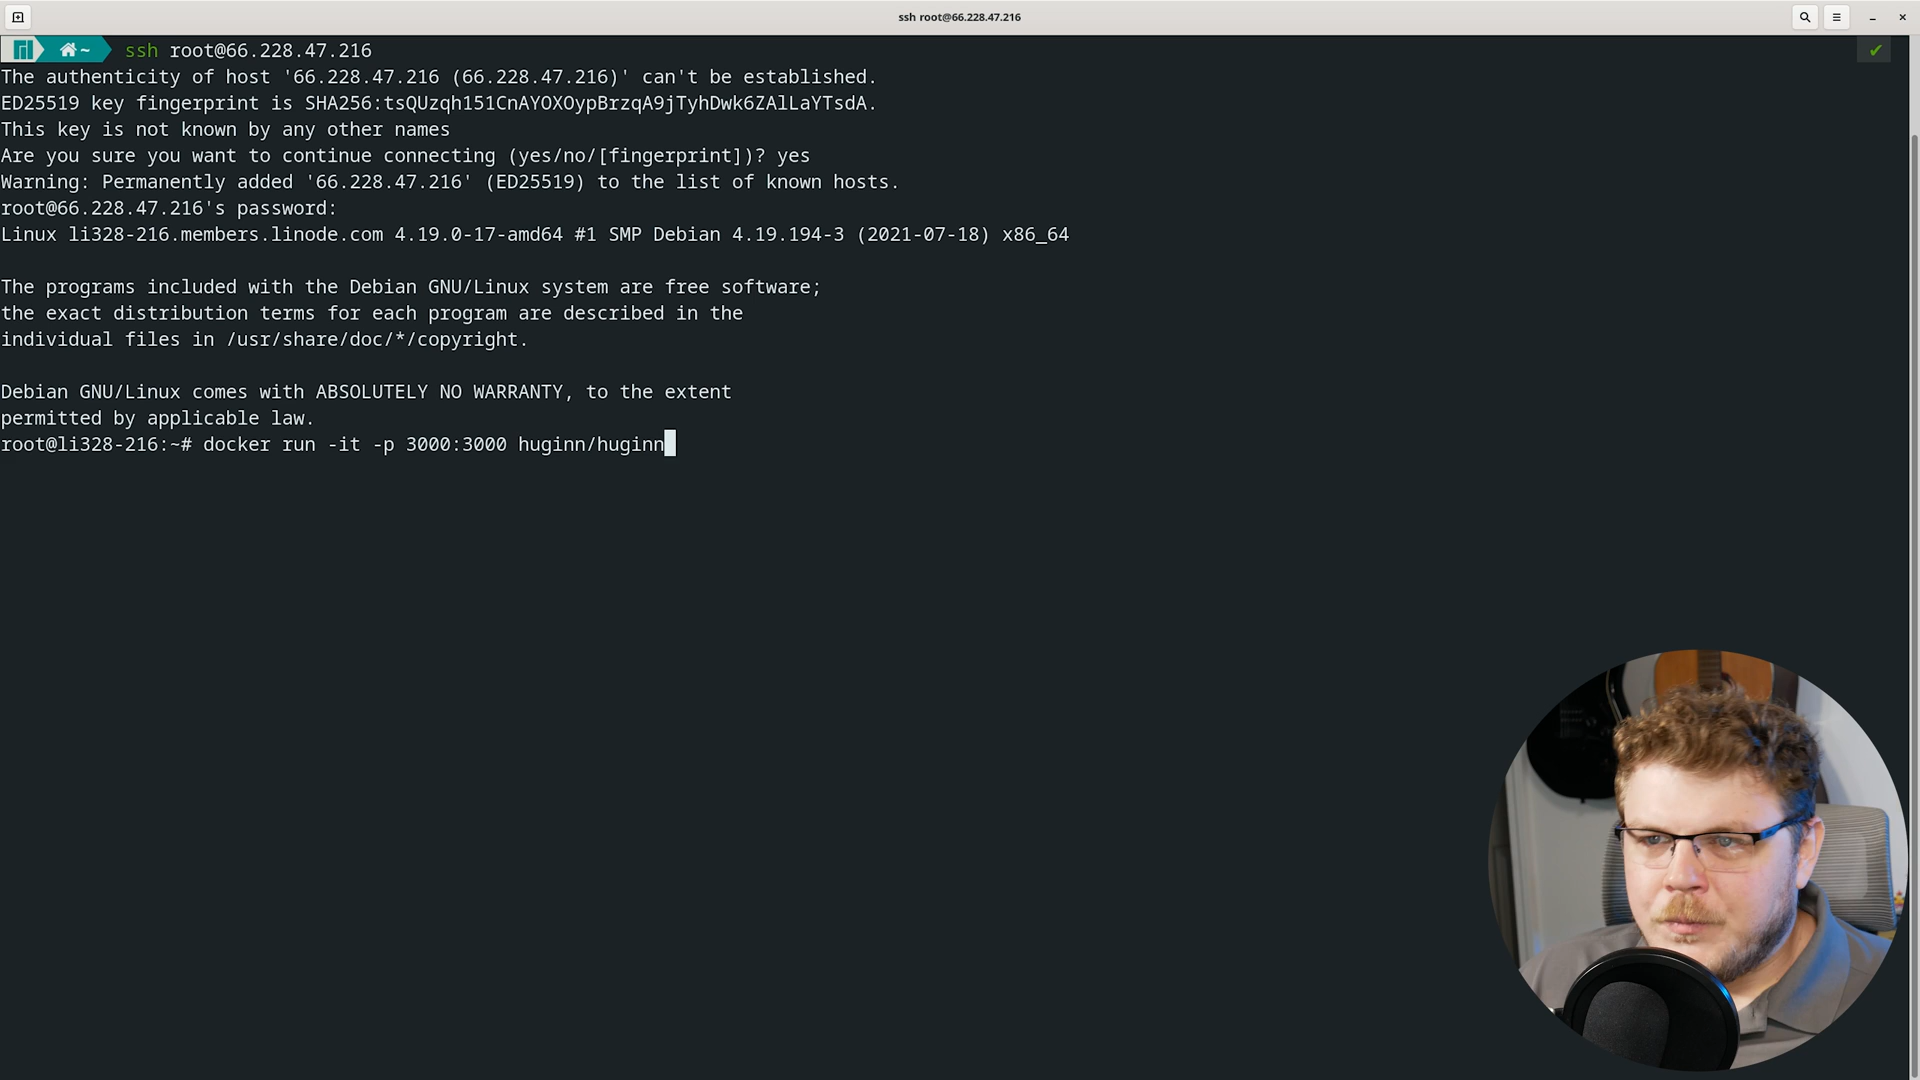 ssh root@66.228.47.216
~ ssh root@66.228.47.216
The authenticity of host '66.228.47.216 (66.228.47.216)' can't be established.
ED25519 key fingerprint is SHA256:tsQUzqh151CnAYOXOypBrzqA9jTyhDwk6ZAlLaYTsdA.
This key is not known by any other names
Are you sure you want to continue connecting (yes/no/[fingerprint])? yes
Warning: Permanently added '66.228.47.216' (ED25519) to the list of known hosts.
root@66.228.47.216's password:
Linux li328-216.members.linode.com 4.19.0-17-amd64 #1 SMP Debian 4.19.194-3 (2021-07-18) x86_64
The programs included with the Debian GNU/Linux system are free software;
the exact distribution terms for each program are described in the
individual files in /usr/share/doc/*/copyright.
Debian GNU/Linux comes with ABSOLUTELY NO WARRANTY, to the extent
permitted by applicable law.
root@li328-216:~# docker run -it -p 3000:3000 huginn/huginn